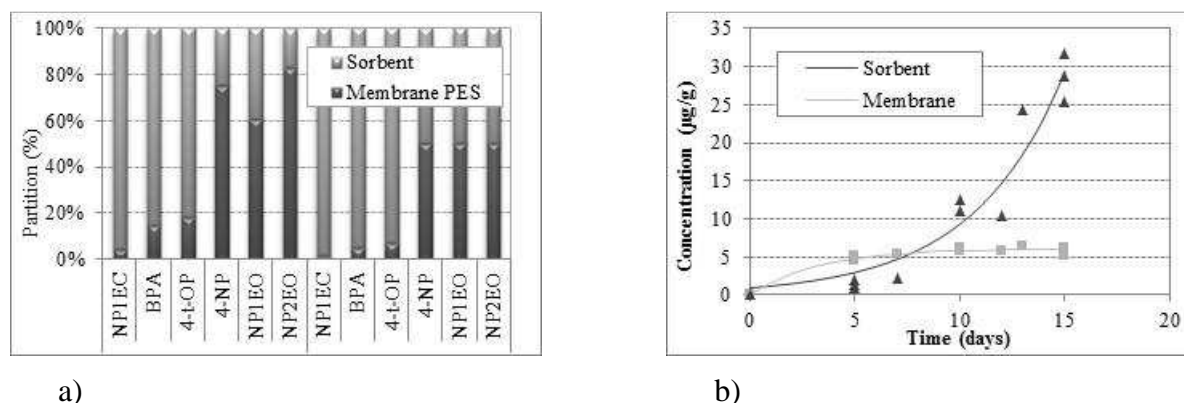 100%
80%
60%
40%
20%
0%
Partition (%)
Sorbent
Membrane PES
NP1EC
BPA
4-t-OP
4-NP
NP1EO
NP2EO
NP1EC
BPA
4-t-OP
4-NP
NP1EO
NP2EO
a)
35
30
25
20
15
10
5
0
Concentration (µg/g)
Sorbent
Membrane
0 5 10 15 20
Time (days)
b)